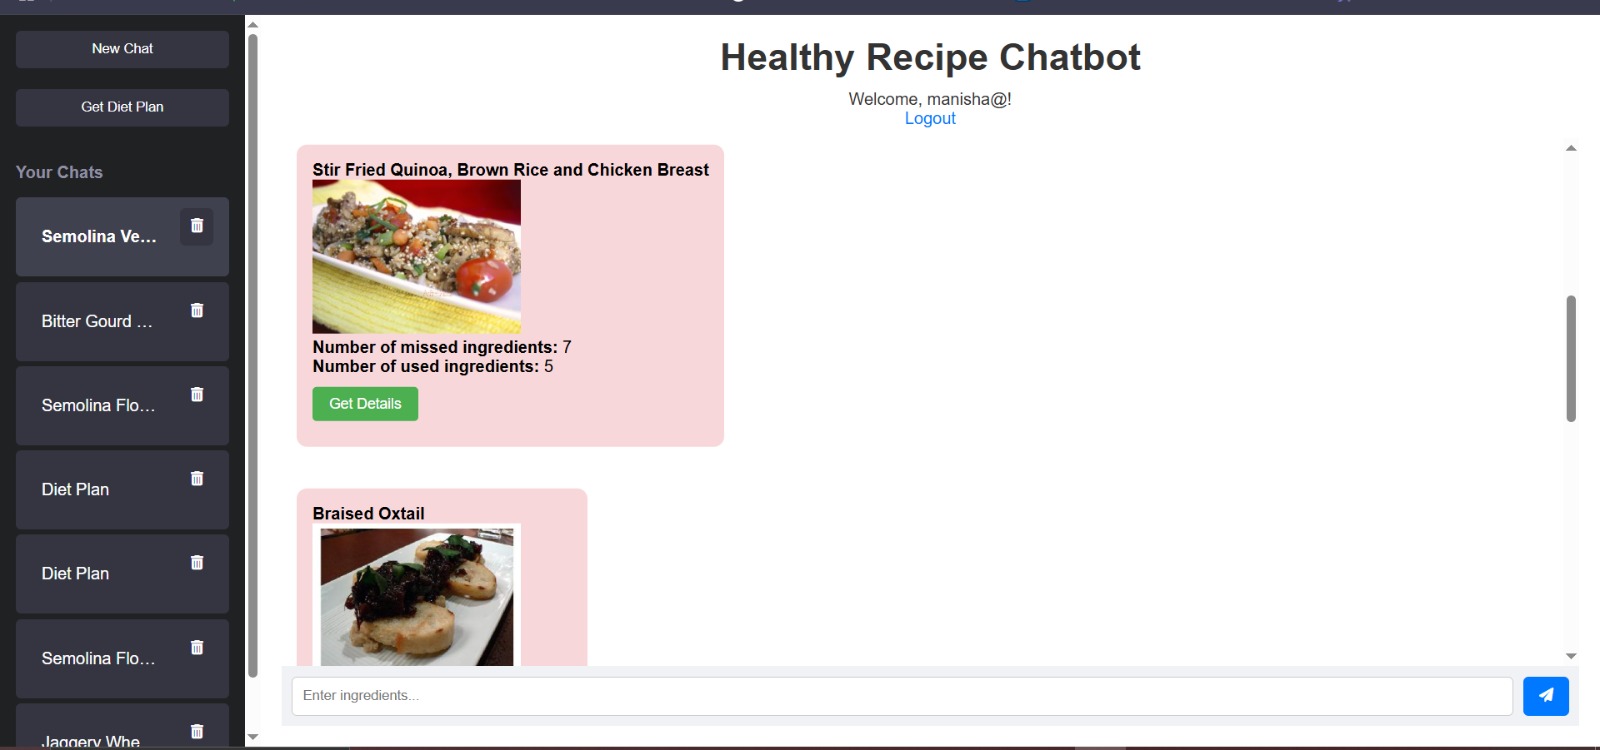 New Chat
Get Diet Plan
Your Chats
Semolina Ve...
Bitter Gourd ...
Semolina Flo...
Diet Plan
Diet Plan
Semolina Flo...
Jaggery Whe
Healthy Recipe Chatbot
Welcome, manisha@!
Logout
Stir Fried Quinoa, Brown Rice and Chicken Breast
Number of missed ingredients: 7
Number of used ingredients: 5
Get Details
Braised Oxtail
Enter ingredients...